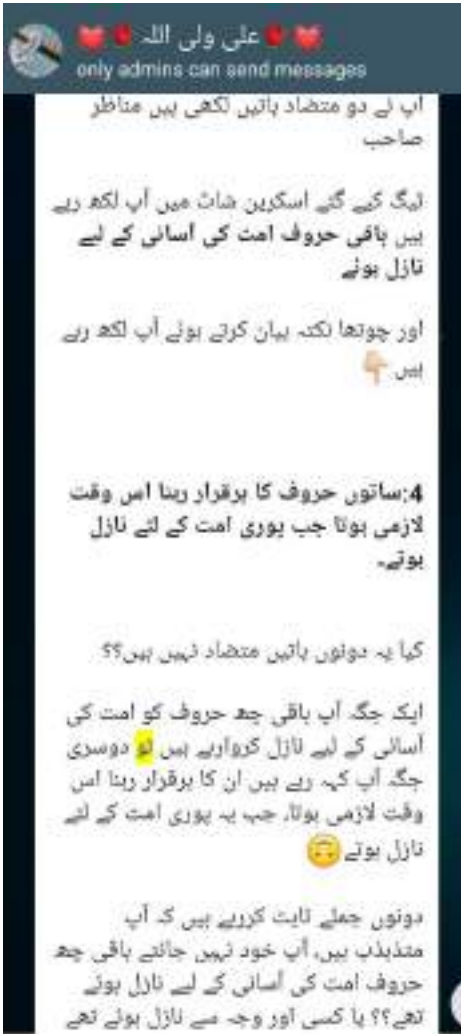 علی ولی اللہ
only admins can send messages
آپ نے دو متضاد باتیں لکھی ہیں مناظر
صاحب
ٹیگ کیے گئے اسکرین شاٹ میں آپ لکھ رہے
ہیں باقی حروف امت کی آسانی کے لیے
نازل ہوئے
اور چوتھا نکتہ بیان کرتے ہوئے آپ لکھ رہے
ہیں 👇🏻
4:ساتوں حروف کا برقرار رہنا اس وقت
لازمی ہوتا جب پوری امت کے لئے نازل
ہوتے۔
کیا یہ دونوں باتیں متضاد نہیں ہیں؟؟
ایک جگہ آپ باقی چھ حروف کو امت کی
آسانی کے لیے نازل کروارہے ہیں تو دوسری
جگہ آپ کہہ رہے ہیں ان کا برقرار رہنا اس
وقت لازمی ہوتا، جب یہ پوری امت کے لئے
نازل ہوتے 🙃
دونوں جملے ثابت کررہے ہیں کہ آپ
متذبذب ہیں، آپ خود نہیں جانتے باقی چھ
حروف امت کی آسانی کے لیے نازل ہوئے
تھے؟؟ یا کسی اور وجہ سے نازل ہوئے تھے